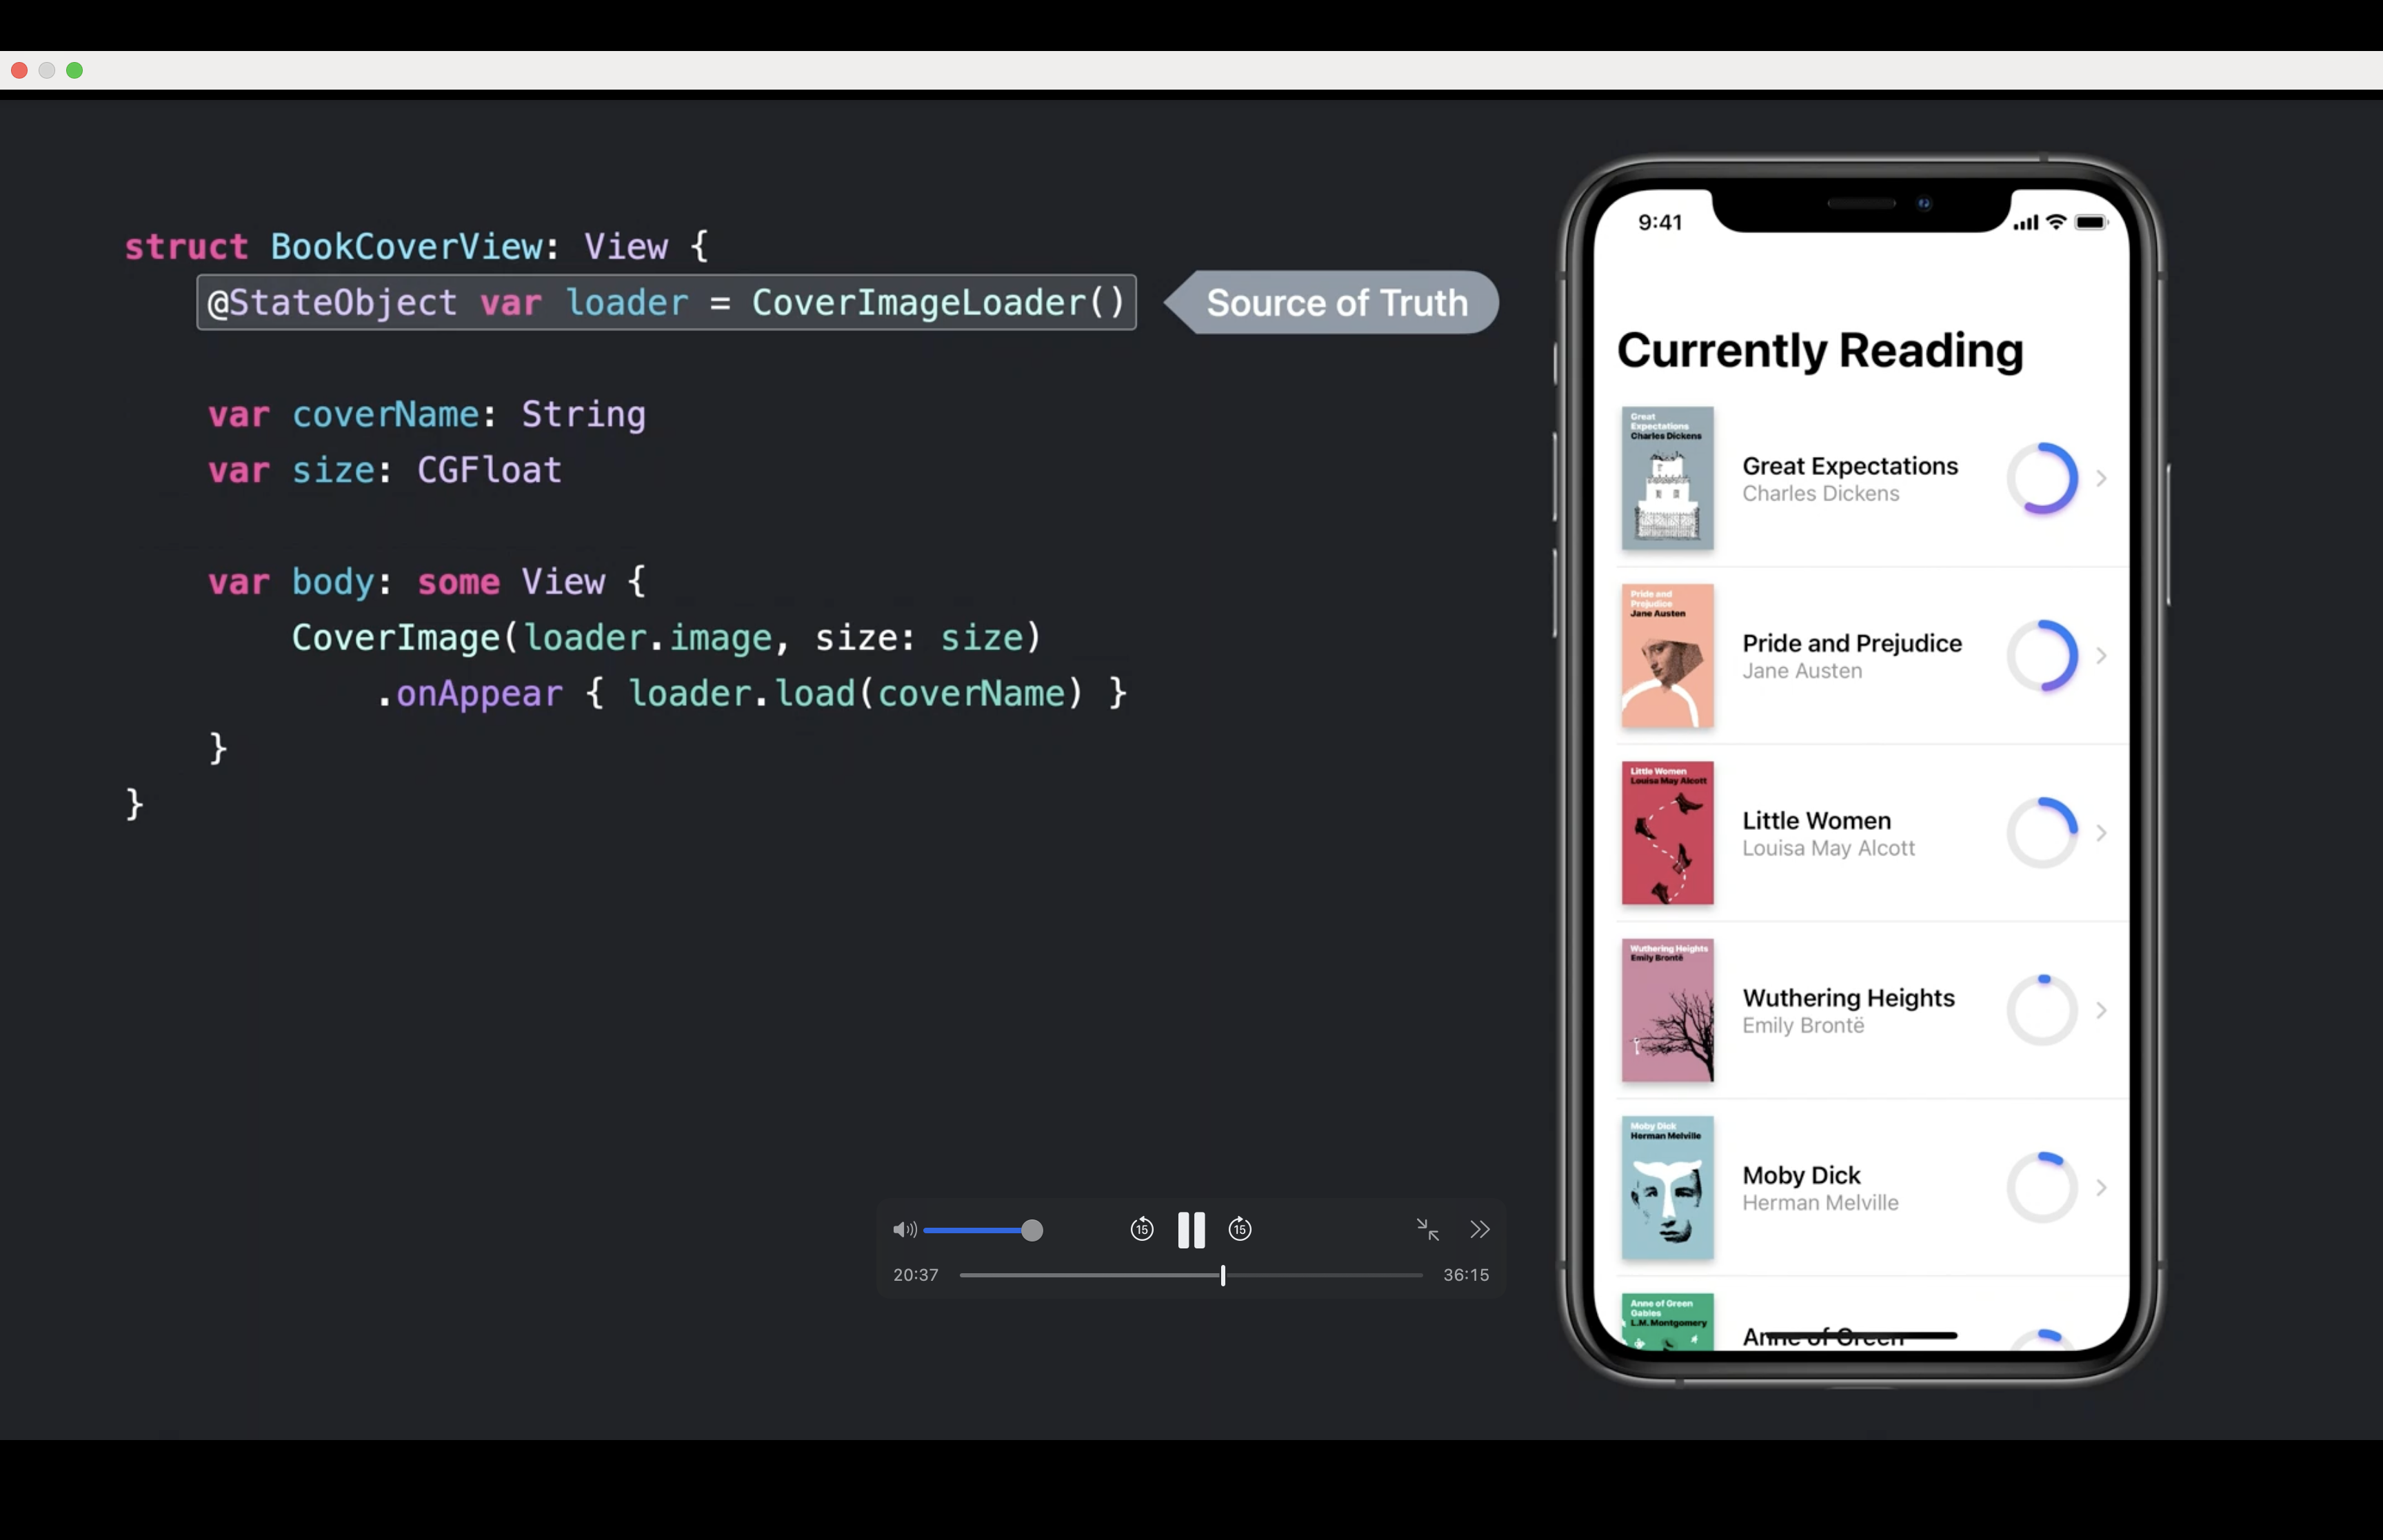 struct BookCoverView: View {
@StateObject var loader = CoverImageLoader()
Source of Truth
var coverName: String
var size: CGFloat
var body: some View {
CoverImage(loader.image, size: size)
.onAppear { loader.load(coverName) }
}
}
9:41
Currently Reading
Great
Expectations
Charles Dickens
Great Expectations
Charles Dickens
Pride and
Prejudice
Jane Austen
Pride and Prejudice
Jane Austen
Little Women
Louisa May Alcott
Little Women
Louisa May Alcott
Wuthering Heights
Emily Brontë
Wuthering Heights
Emily Brontë
Moby Dick
Herman Melville
Moby Dick
Herman Melville
Anne of Green
Gables
L.M. Montgomery
Anne of Green
15
15
20:37
36:15